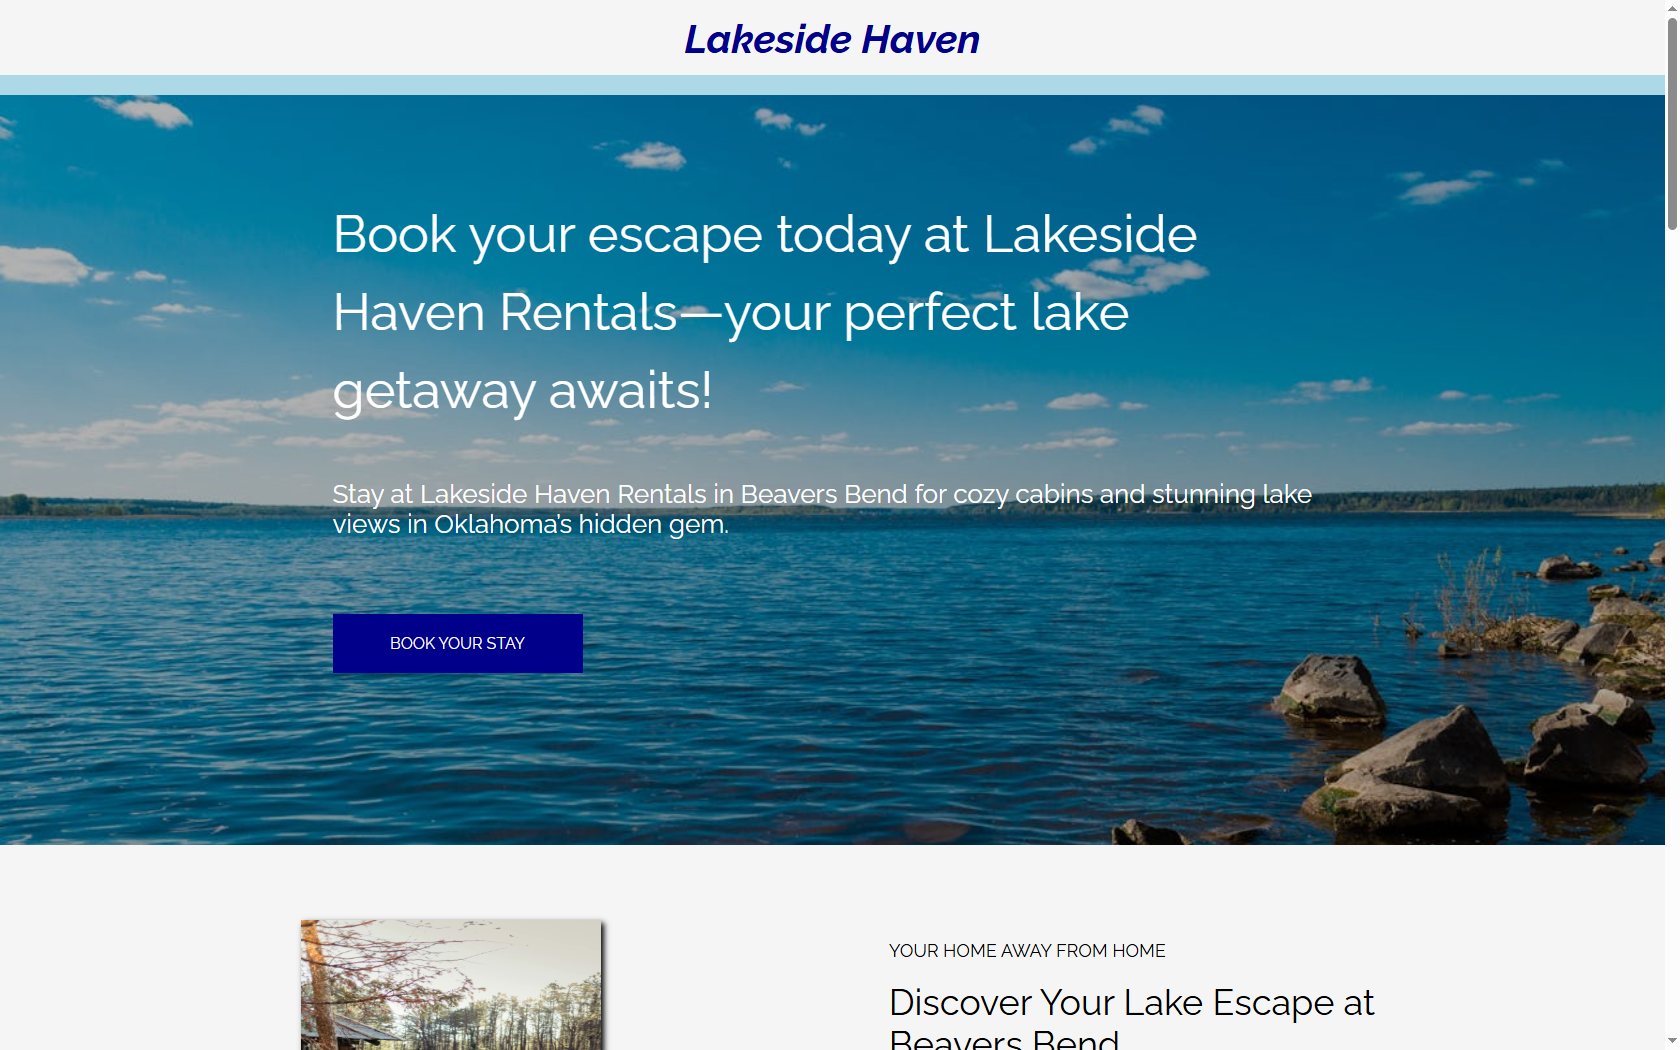 Lakeside Haven
Book your escape today at Lakeside
Haven Rentals—your perfect lake
getaway awaits!
Stay at Lakeside Haven Rentals in Beavers Bend for cozy cabins and stunning lake
views in Oklahoma’s hidden gem.
BOOK YOUR STAY
YOUR HOME AWAY FROM HOME
Discover Your Lake Escape at
Beavers Bend